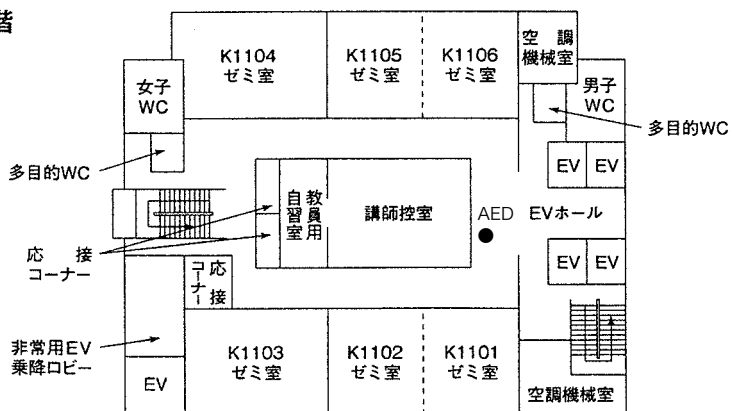 階
K1104
ゼミ室
K1105
ゼミ室
K1106
ゼミ室
空調
機械室
女子
WC
男子
WC
多目的WC
多目的WC
EV
EV
教員用
自習室
講師控室
AED
EVホール
応接
コーナー
応接
コーナー
EV
EV
非常用EV
乗降ロビー
EV
K1103
ゼミ室
K1102
ゼミ室
K1101
ゼミ室
空調機械室